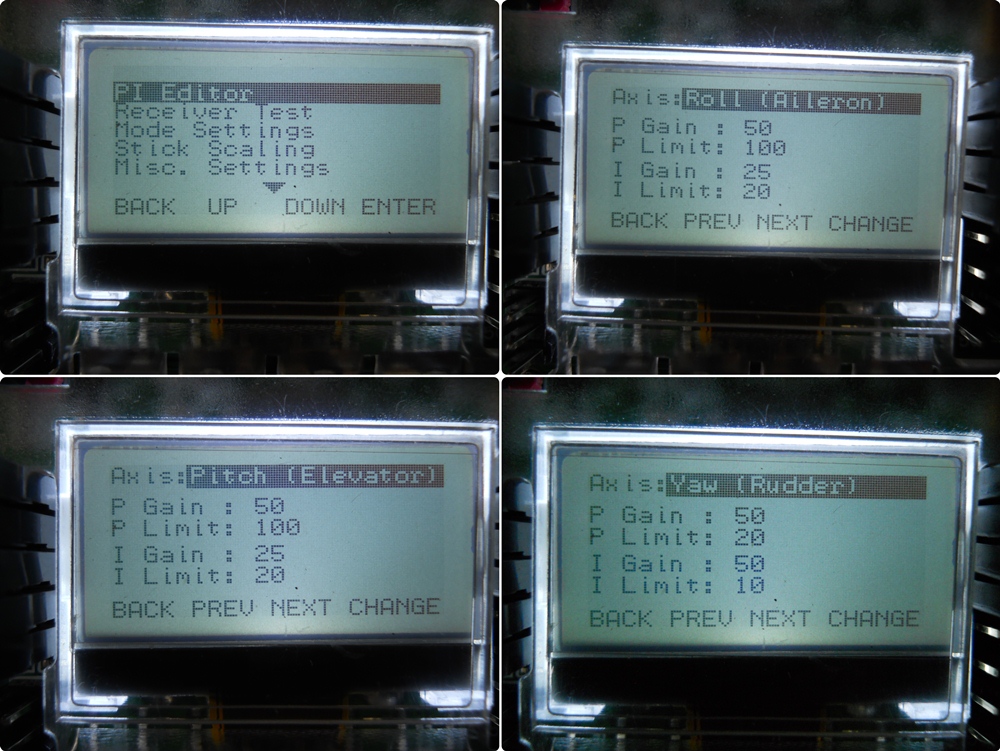 PI Editor
Receiver Test
Mode Settings
Stick Scaling
Misc. Settings
BACK UP DOWN ENTER
Axis:Roll (Aileron)
P Gain : 50
P Limit: 100
I Gain : 25
I Limit: 20
BACK PREV NEXT CHANGE
Axis:Pitch (Elevator)
P Gain : 50
P Limit: 100
I Gain : 25
I Limit: 20
BACK PREV NEXT CHANGE
Axis:Yaw (Rudder)
P Gain : 50
P Limit: 20
I Gain : 50
I Limit: 10
BACK PREV NEXT CHANGE